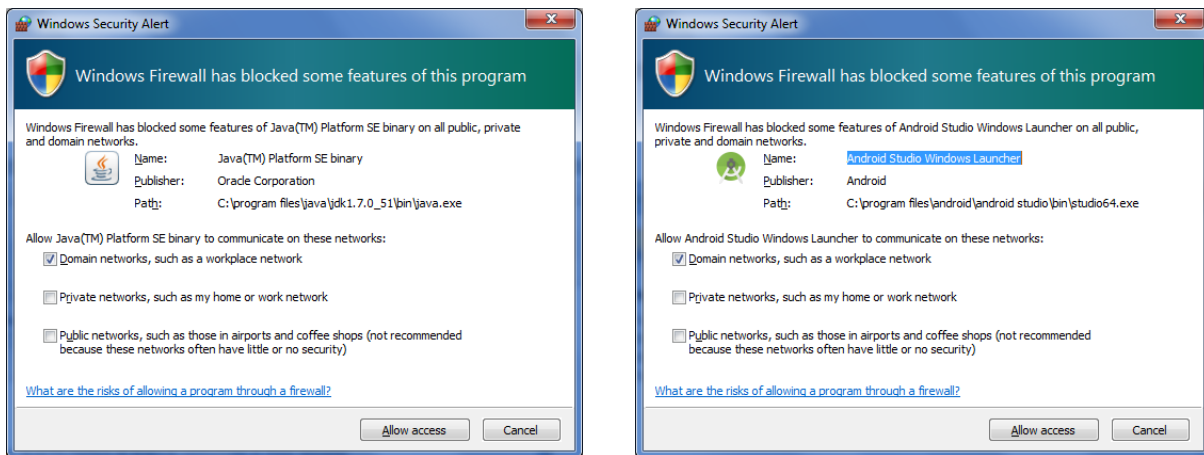 Windows Security Alert
Windows Firewall has blocked some features of this program
Windows Firewall has blocked some features of Java(TM) Platform SE binary on all public, private
and domain networks.
Name: Java(TM) Platform SE binary
Publisher: Oracle Corporation
Path: C:\program files\java\jdk1.7.0_51\bin\java.exe
Allow Java(TM) Platform SE binary to communicate on these networks:
Domain networks, such as a workplace network
Private networks, such as my home or work network
Public networks, such as those in airports and coffee shops (not recommended
because these networks often have little or no security)
What are the risks of allowing a program through a firewall?
Allow access Cancel
Windows Security Alert
Windows Firewall has blocked some features of this program
Windows Firewall has blocked some features of Android Studio Windows Launcher on all public,
private and domain networks.
Name: Android Studio Windows Launcher
Publisher: Android
Path: C:\program files\android\android studio\bin\studio64.exe
Allow Android Studio Windows Launcher to communicate on these networks:
Domain networks, such as a workplace network
Private networks, such as my home or work network
Public networks, such as those in airports and coffee shops (not recommended
because these networks often have little or no security)
What are the risks of allowing a program through a firewall?
Allow access Cancel